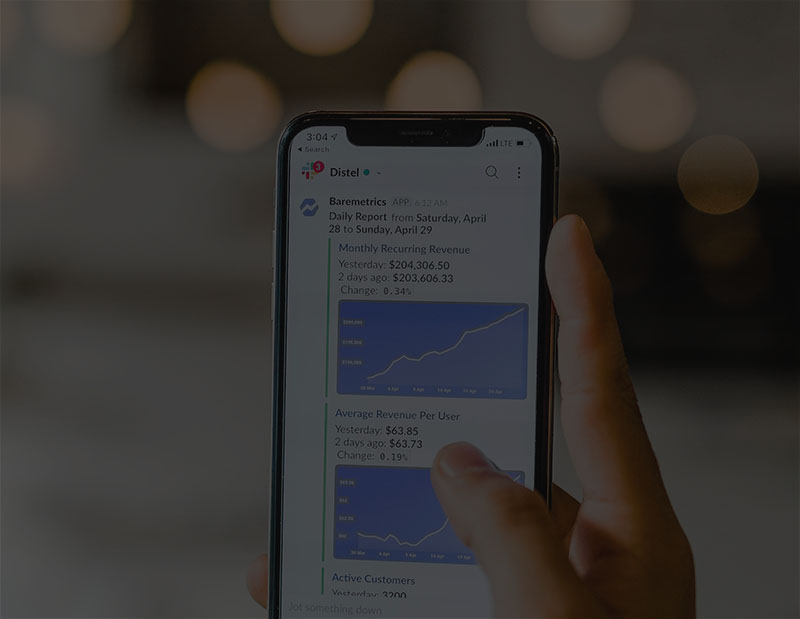 3:04
LTE
Search
3
Distel
Baremetrics APP 6:12 AM
Daily Report from Saturday, April
28 to Sunday, April 29
Monthly Recurring Revenue
Yesterday: $204,306.50
2 days ago: $203,606.33
Change: 0.34%
Average Revenue Per User
Yesterday: $63.85
2 days ago: $63.73
Change: 0.19%
Active Customers
Yesterday: 3200
Jot something down